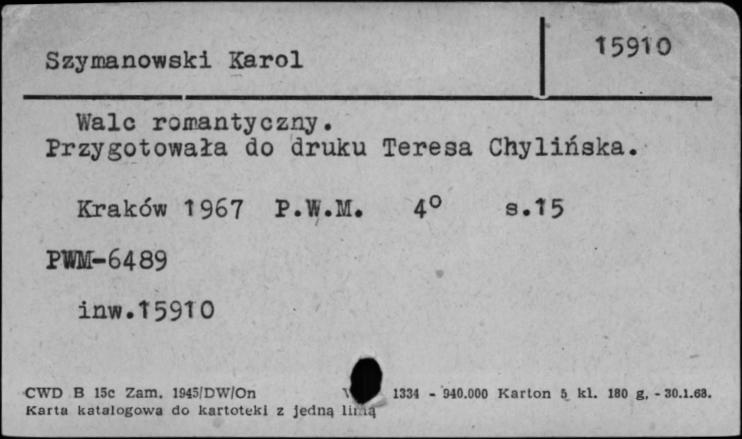 Szymanowski Karol
15910
Walc romantyczny.
Przygotowała do druku Teresa Chylińska.
Kraków 1967 P.W.M. 4° s.15
PWM-6489
inw.15910
CWD B 15c Zam. 1945/DW/On 1334 - 940.000 Karton 5 kl. 180 g. - 30.1.68.
Karta katalogowa do kartoteki z jedną linią